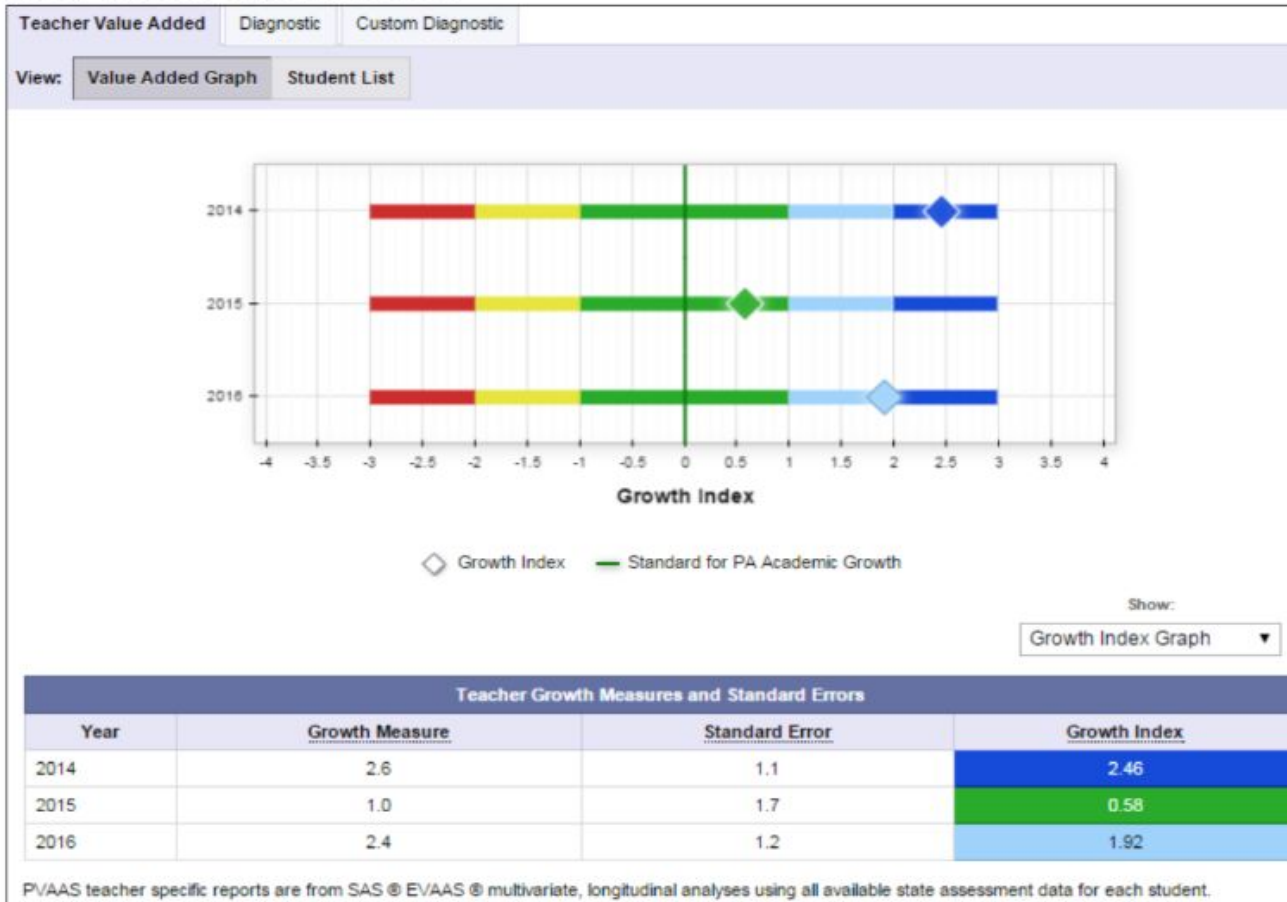 Teacher Value Added Diagnostic Custom Diagnostic
View: Value Added Graph Student List
2014
2015
2016
-4 -3.5 -3 -2.5 -2 -1.5 -1 -0.5 0 0.5 1 1.5 2 2.5 3 3.5 4
Growth Index
Growth Index Standard for PA Academic Growth
Show:
Growth Index Graph
Teacher Growth Measures and Standard Errors
Year Growth Measure Standard Error Growth Index
2014 2.6 1.1 2.46
2015 1.0 1.7 0.58
2016 2.4 1.2 1.92
PVAAS teacher specific reports are from SAS ® EVAAS ® multivariate, longitudinal analyses using all available state assessment data for each student.